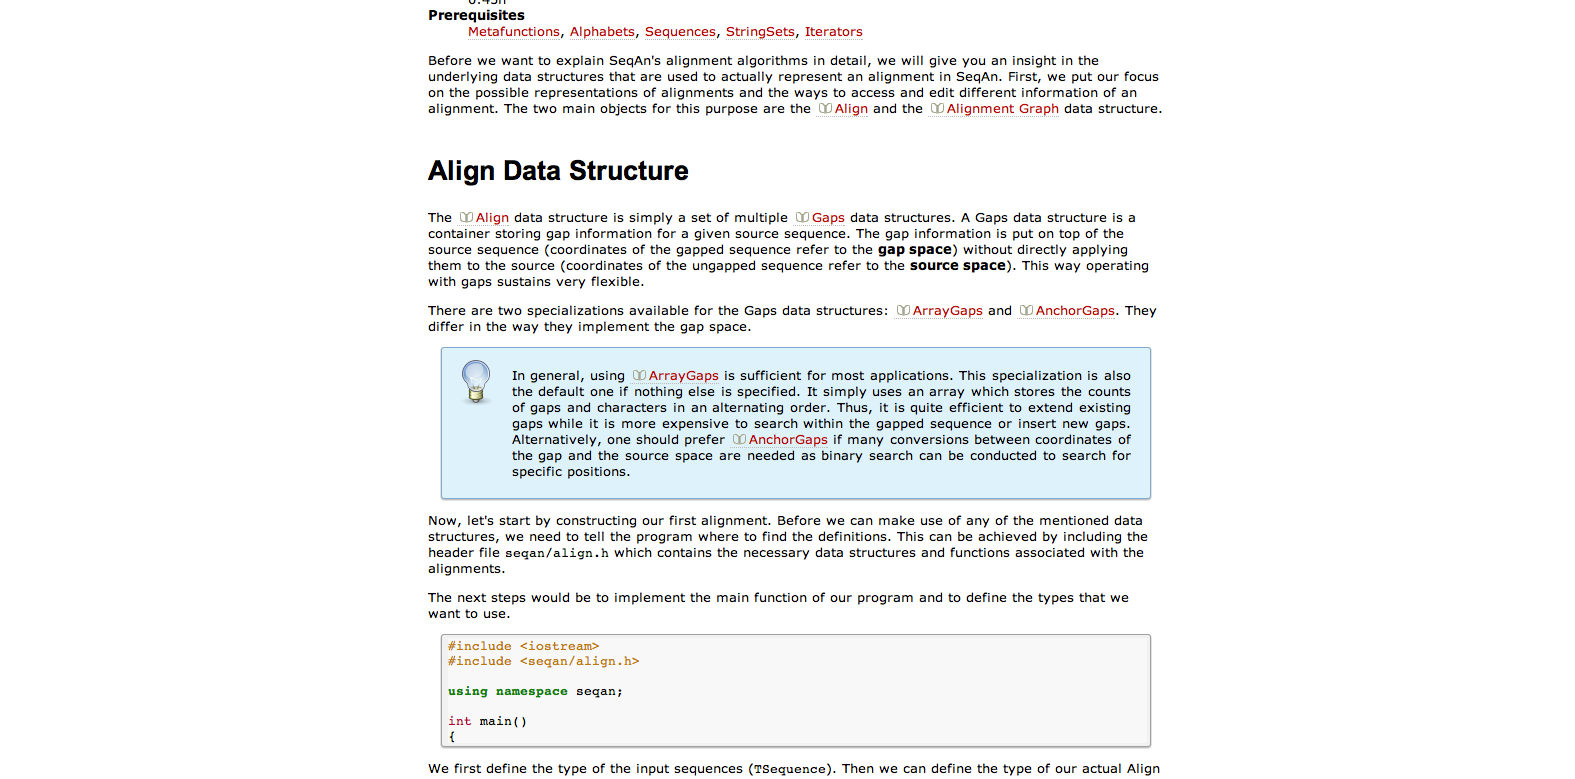 Prerequisites
Metafunctions, Alphabets, Sequences, StringSets, Iterators
Before we want to explain SeqAn's alignment algorithms in detail, we will give you an insight in the
underlying data structures that are used to actually represent an alignment in SeqAn. First, we put our focus
on the possible representations of alignments and the ways to access and edit different information of an
alignment. The two main objects for this purpose are the Align and the Alignment Graph data structure.
Align Data Structure
The Align data structure is simply a set of multiple Gaps data structures. A Gaps data structure is a
container storing gap information for a given source sequence. The gap information is put on top of the
source sequence (coordinates of the gapped sequence refer to the gap space) without directly applying
them to the source (coordinates of the ungapped sequence refer to the source space). This way operating
with gaps sustains very flexible.
There are two specializations available for the Gaps data structures: ArrayGaps and AnchorGaps. They
differ in the way they implement the gap space.
In general, using ArrayGaps is sufficient for most applications. This specialization is also
the default one if nothing else is specified. It simply uses an array which stores the counts
of gaps and characters in an alternating order. Thus, it is quite efficient to extend existing
gaps while it is more expensive to search within the gapped sequence or insert new gaps.
Alternatively, one should prefer AnchorGaps if many conversions between coordinates of
the gap and the source space are needed as binary search can be conducted to search for
specific positions.
Now, let's start by constructing our first alignment. Before we can make use of any of the mentioned data
structures, we need to tell the program where to find the definitions. This can be achieved by including the
header file seqan/align.h which contains the necessary data structures and functions associated with the
alignments.
The next steps would be to implement the main function of our program and to define the types that we
want to use.
#include <iostream>
#include <seqan/align.h>
using namespace seqan;
int main()
{
We first define the type of the input sequences (TSequence). Then we can define the type of our actual Align